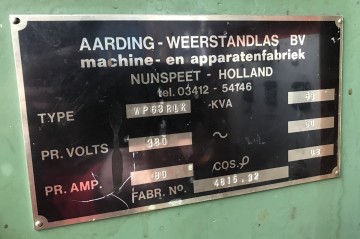 AARDING - WEERSTANDLAS BV
machine- en apparatenfabriek
NUNSPEET - HOLLAND
tel. 03412 - 54146
TYPE WP63RLK KVA
PR. VOLTS 380 ~
PR. AMP. COS. φ
FABR. No. 4615.92